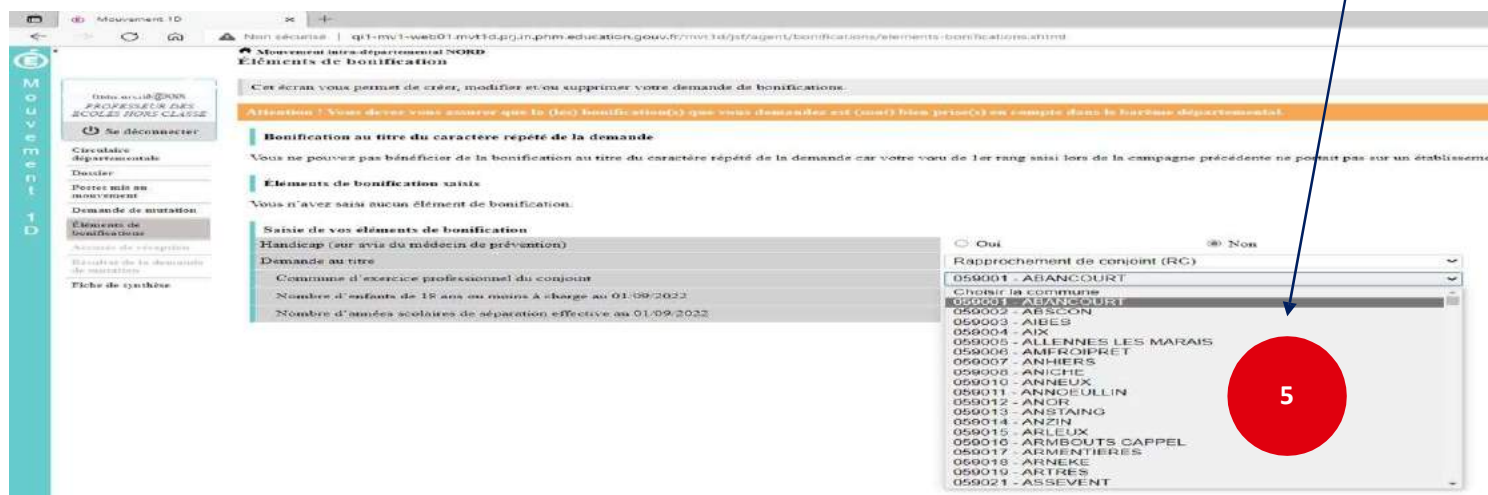 Mouvement 1D
Non sécurisé | qi1-mv1-web01.mvt1d.prj.in.phm.education.gouv.fr/mvt1d/jsf/agent/bonifications/elements-bonifications.xhtml
Mouvement 1D
PROFESSEUR DES
ECOLES HORS CLASSE
Se déconnecter
Circulaire
départementale
Dossier
Postes mis au
mouvement
Demande de mutation
Éléments de
bonifications
Accusés de réception
Résultat de la demande
de mutation
Fiche de synthèse
Mouvement intra-départemental NORD
Éléments de bonification
Cet écran vous permet de créer, modifier et/ou supprimer votre demande de bonifications.
Attention ! Vous devez vous assurer que la (les) bonification(s) que vous demandez est (sont) bien prise(s) en compte dans le barème départemental.
Bonification au titre du caractère répété de la demande
Vous ne pouvez pas bénéficier de la bonification au titre du caractère répété de la demande car votre voeu de 1er rang saisi lors de la campagne précédente ne portait pas sur un établisseme
Éléments de bonification saisis
Vous n'avez saisi aucun élément de bonification.
Saisie de vos éléments de bonification
Handicap (sur avis du médecin de prévention)
Oui Non
Demande au titre
Rapprochement de conjoint (RC)
Commune d'exercice professionnel du conjoint
059001 - ABANCOURT
Nombre d'enfants de 18 ans ou moins à charge au 01/09/2022
Nombre d'années scolaires de séparation effective au 01/09/2022
Choisir la commune
059001 - ABANCOURT
059002 - ABSCON
059003 - AIBES
059004 - AIX
059005 - ALLENNES LES MARAIS
059006 - AMFROIPRET
059007 - ANHIERS
059008 - ANICHE
059010 - ANNEUX
059011 - ANNOEULLIN
059012 - ANOR
059013 - ANSTAING
059014 - ANZIN
059015 - ARLEUX
059016 - ARMBOUTS CAPPEL
059017 - ARMENTIERES
059018 - ARNEKE
059019 - ARTRES
059021 - ASSEVENT
5